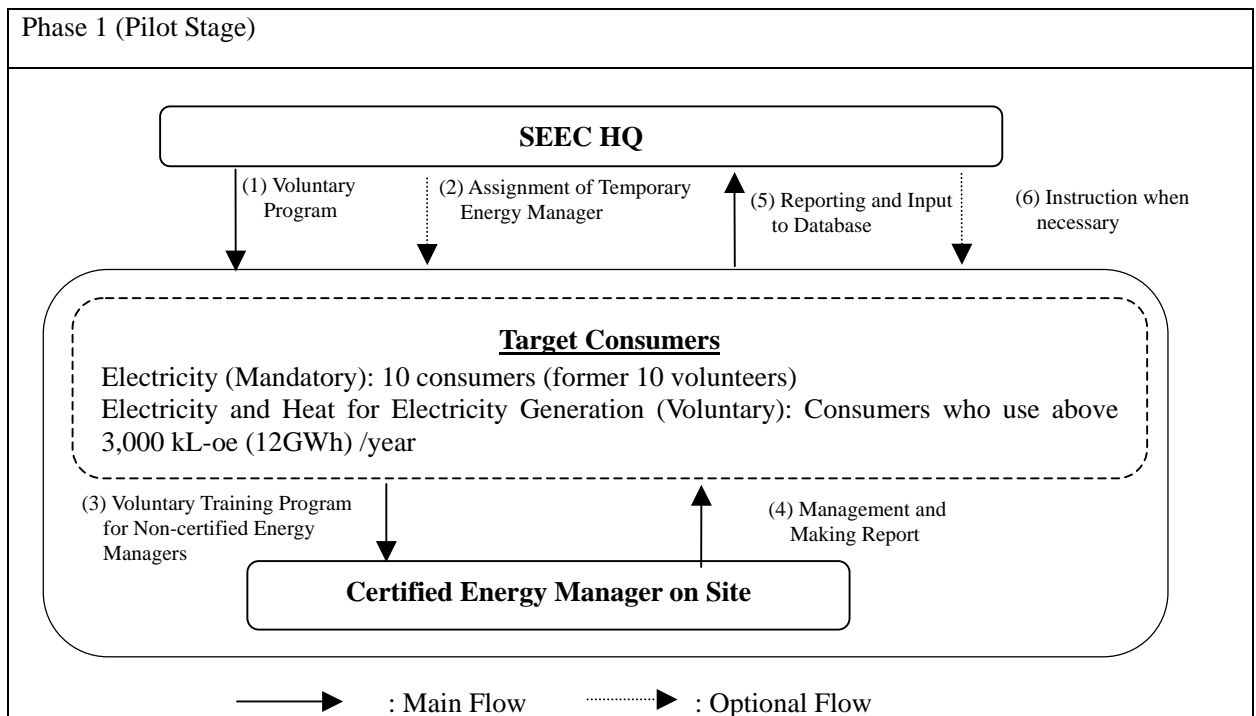 Phase 1 (Pilot Stage)
SEEC HQ
(1) Voluntary
Program
(2) Assignment of Temporary
Energy Manager
(5) Reporting and Input
to Database
(6) Instruction when
necessary
Target Consumers
Electricity (Mandatory): 10 consumers (former 10 volunteers)
Electricity and Heat for Electricity Generation (Voluntary): Consumers who use above
3,000 kL-oe (12GWh) /year
(3) Voluntary Training Program
for Non-certified Energy
Managers
(4) Management and
Making Report
Certified Energy Manager on Site
: Main Flow
: Optional Flow